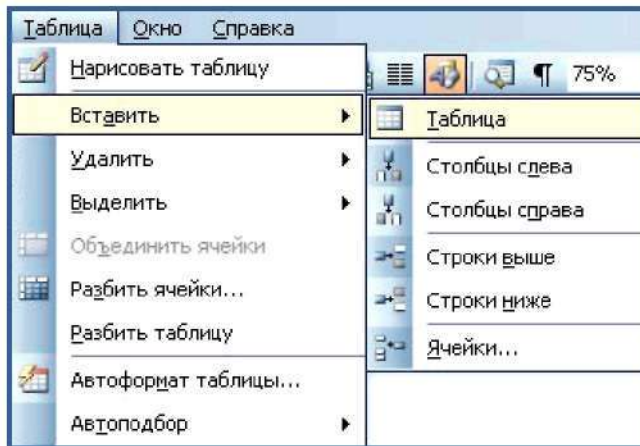 Таблица Окно Справка
Нарисовать таблицу
75%
Вставить
Удалить
Выделить
Объединить ячейки
Разбить ячейки...
Разбить таблицу
Автоформат таблицы...
Автоподбор
Таблица
Столбцы слева
Столбцы справа
Строки выше
Строки ниже
Ячейки...